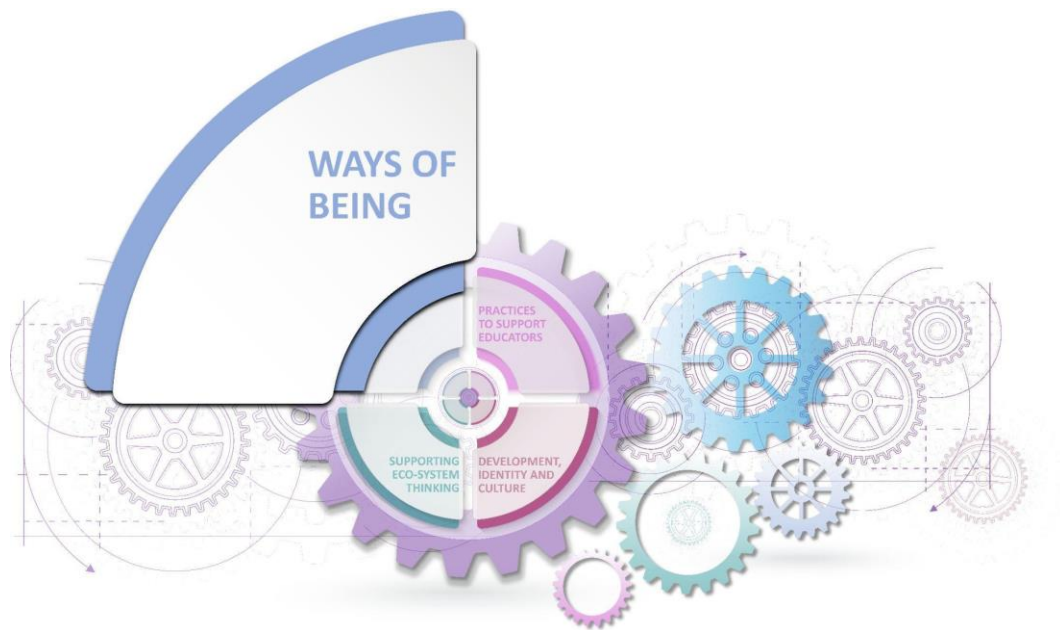 WAYS OF
BEING
PRACTICES
TO SUPPORT
EDUCATORS
SUPPORTING
ECO-SYSTEM
THINKING
DEVELOPMENT,
IDENTITY AND
CULTURE